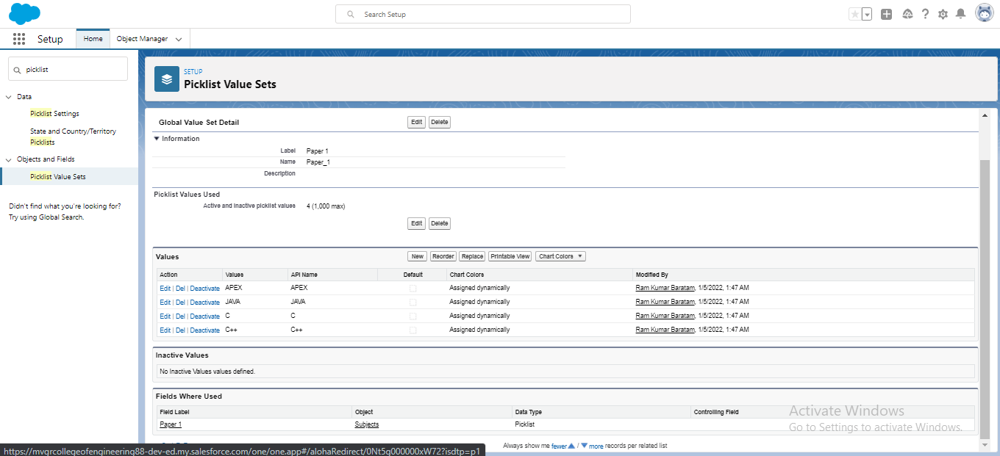 Search Setup
Setup
Home
Object Manager
picklist
Data
Picklist Settings
State and Country/Territory
Picklists
Objects and Fields
Picklist Value Sets
Didn't find what you're looking for?
Try using Global Search.
SETUP
Picklist Value Sets
Global Value Set Detail
Edit
Delete
Information
Label Paper 1
Name Paper_1
Description
Picklist Values Used
Active and inactive picklist values 4 (1,000 max)
Edit
Delete
Values
New
Reorder
Replace
Printable View
Chart Colors
Action Values API Name Default Chart Colors Modified By
Edit | Del | Deactivate APEX APEX Assigned dynamically Ram Kumar Baratam, 1/5/2022, 1:47 AM
Edit | Del | Deactivate JAVA JAVA Assigned dynamically Ram Kumar Baratam, 1/5/2022, 1:47 AM
Edit | Del | Deactivate C C Assigned dynamically Ram Kumar Baratam, 1/5/2022, 1:47 AM
Edit | Del | Deactivate C++ C++ Assigned dynamically Ram Kumar Baratam, 1/5/2022, 1:47 AM
Inactive Values
No Inactive Values values defined.
Fields Where Used
Field Label Object Data Type Controlling Field
Paper 1 Subjects Picklist
Activate Windows
Go to Settings to activate Windows.
Always show me fewer / more records per related list
https://mvgrcollegeofengineering88-dev-ed.my.salesforce.com/one/one.app#/alohaRedirect/0Nt5g000000xW72?isdtp=p1